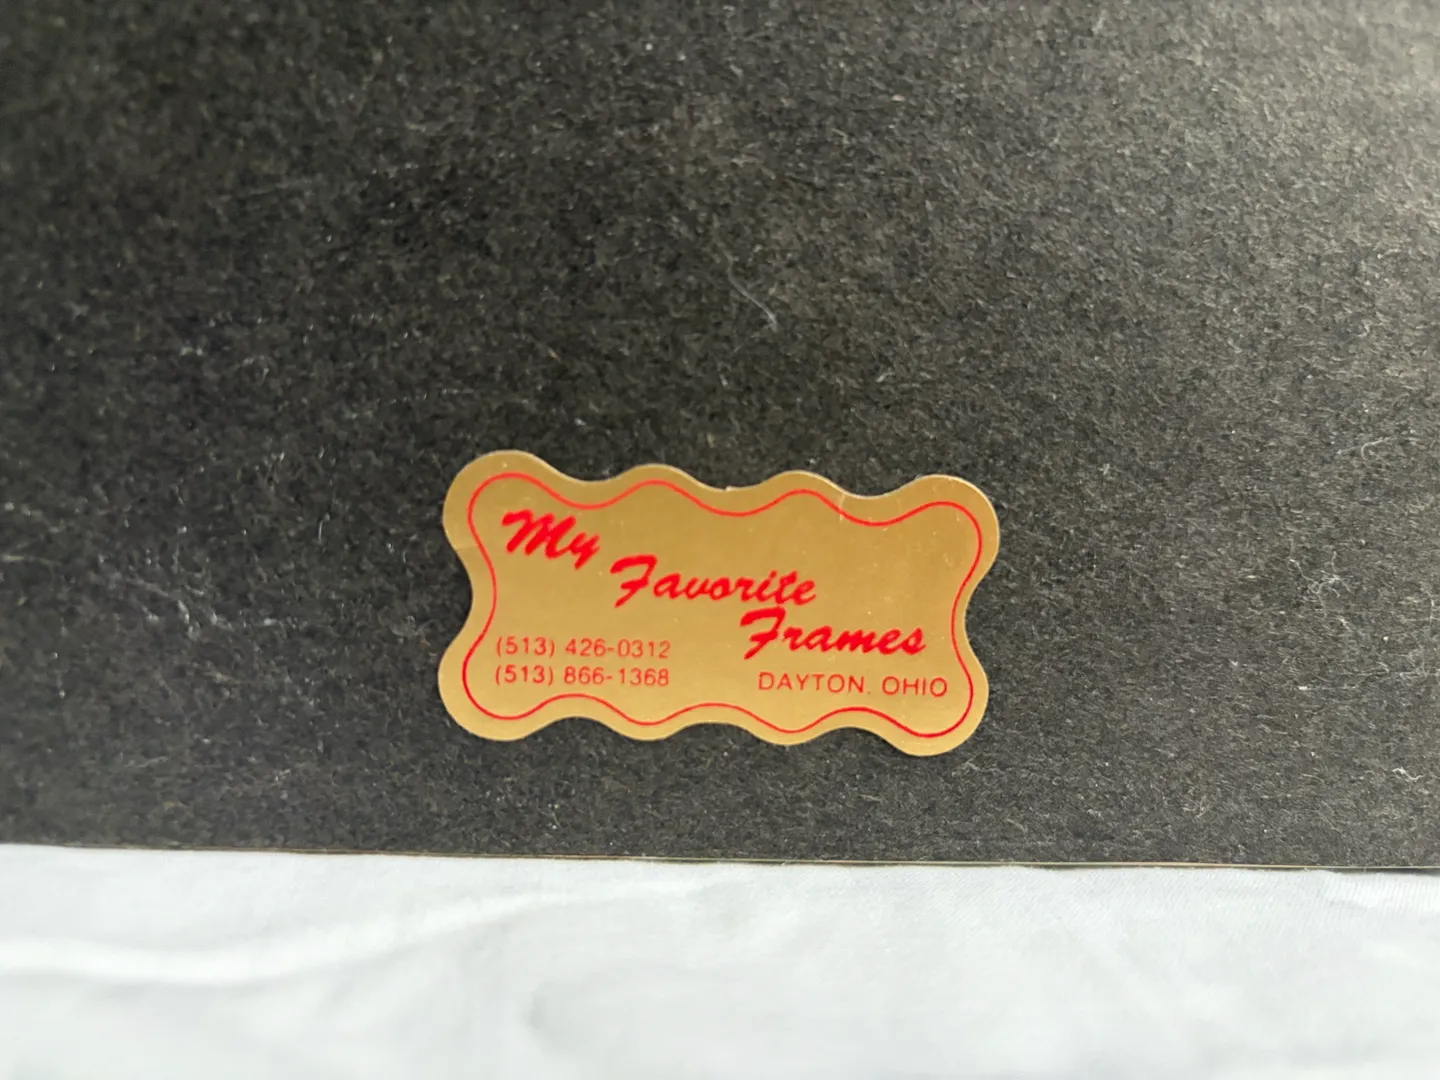 My
Favorite
Frames
(513) 426-0312
(513) 866-1368
DAYTON, OHIO